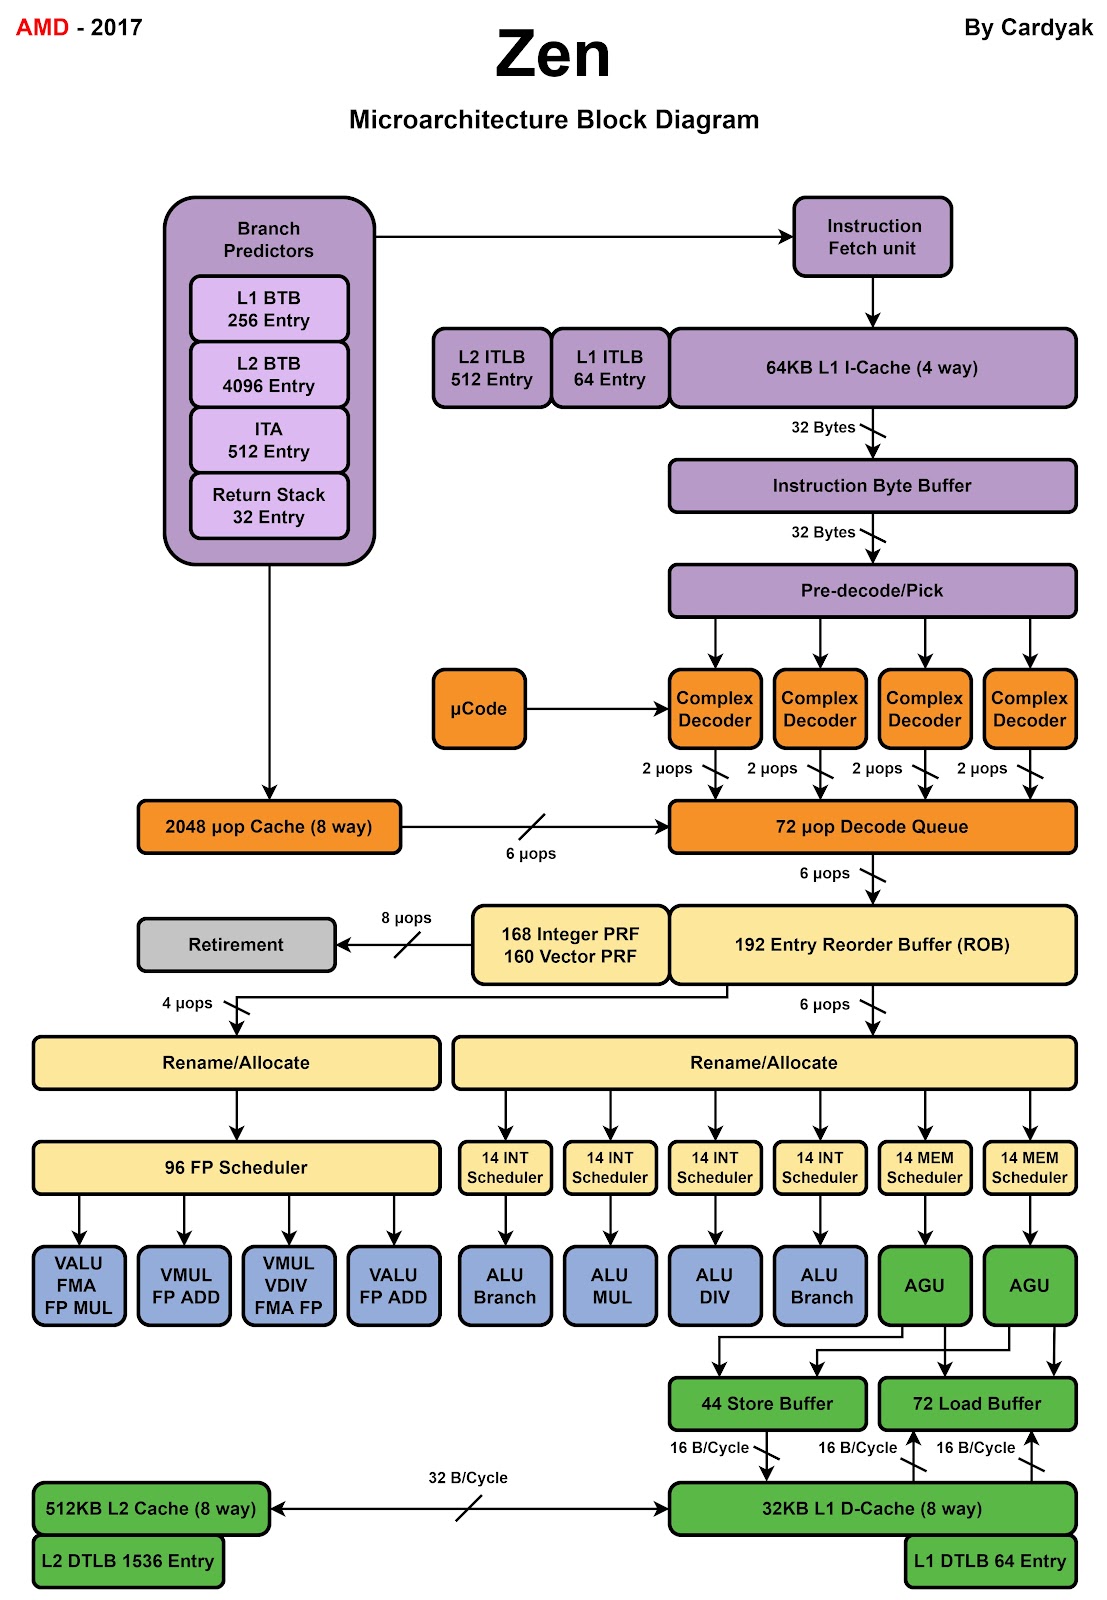 AMD - 2017
By Cardyak
Zen
Microarchitecture Block Diagram
Branch
Predictors
L1 BTB
256 Entry
L2 BTB
4096 Entry
ITA
512 Entry
Return Stack
32 Entry
Instruction
Fetch unit
L2 ITLB
512 Entry
L1 ITLB
64 Entry
64KB L1 I-Cache (4 way)
32 Bytes
Instruction Byte Buffer
32 Bytes
Pre-decode/Pick
µCode
Complex
Decoder
Complex
Decoder
Complex
Decoder
Complex
Decoder
2 µops
2 µops
2 µops
2 µops
2048 µop Cache (8 way)
6 µops
72 µop Decode Queue
6 µops
Retirement
8 µops
168 Integer PRF
160 Vector PRF
192 Entry Reorder Buffer (ROB)
4 µops
6 µops
Rename/Allocate
Rename/Allocate
96 FP Scheduler
14 INT
Scheduler
14 INT
Scheduler
14 INT
Scheduler
14 INT
Scheduler
14 MEM
Scheduler
14 MEM
Scheduler
VALU
FMA
FP MUL
VMUL
FP ADD
VMUL
VDIV
FMA FP
VALU
FP ADD
ALU
Branch
ALU
MUL
ALU
DIV
ALU
Branch
AGU
AGU
44 Store Buffer
72 Load Buffer
16 B/Cycle
16 B/Cycle
16 B/Cycle
512KB L2 Cache (8 way)
32 B/Cycle
32KB L1 D-Cache (8 way)
L2 DTLB 1536 Entry
L1 DTLB 64 Entry